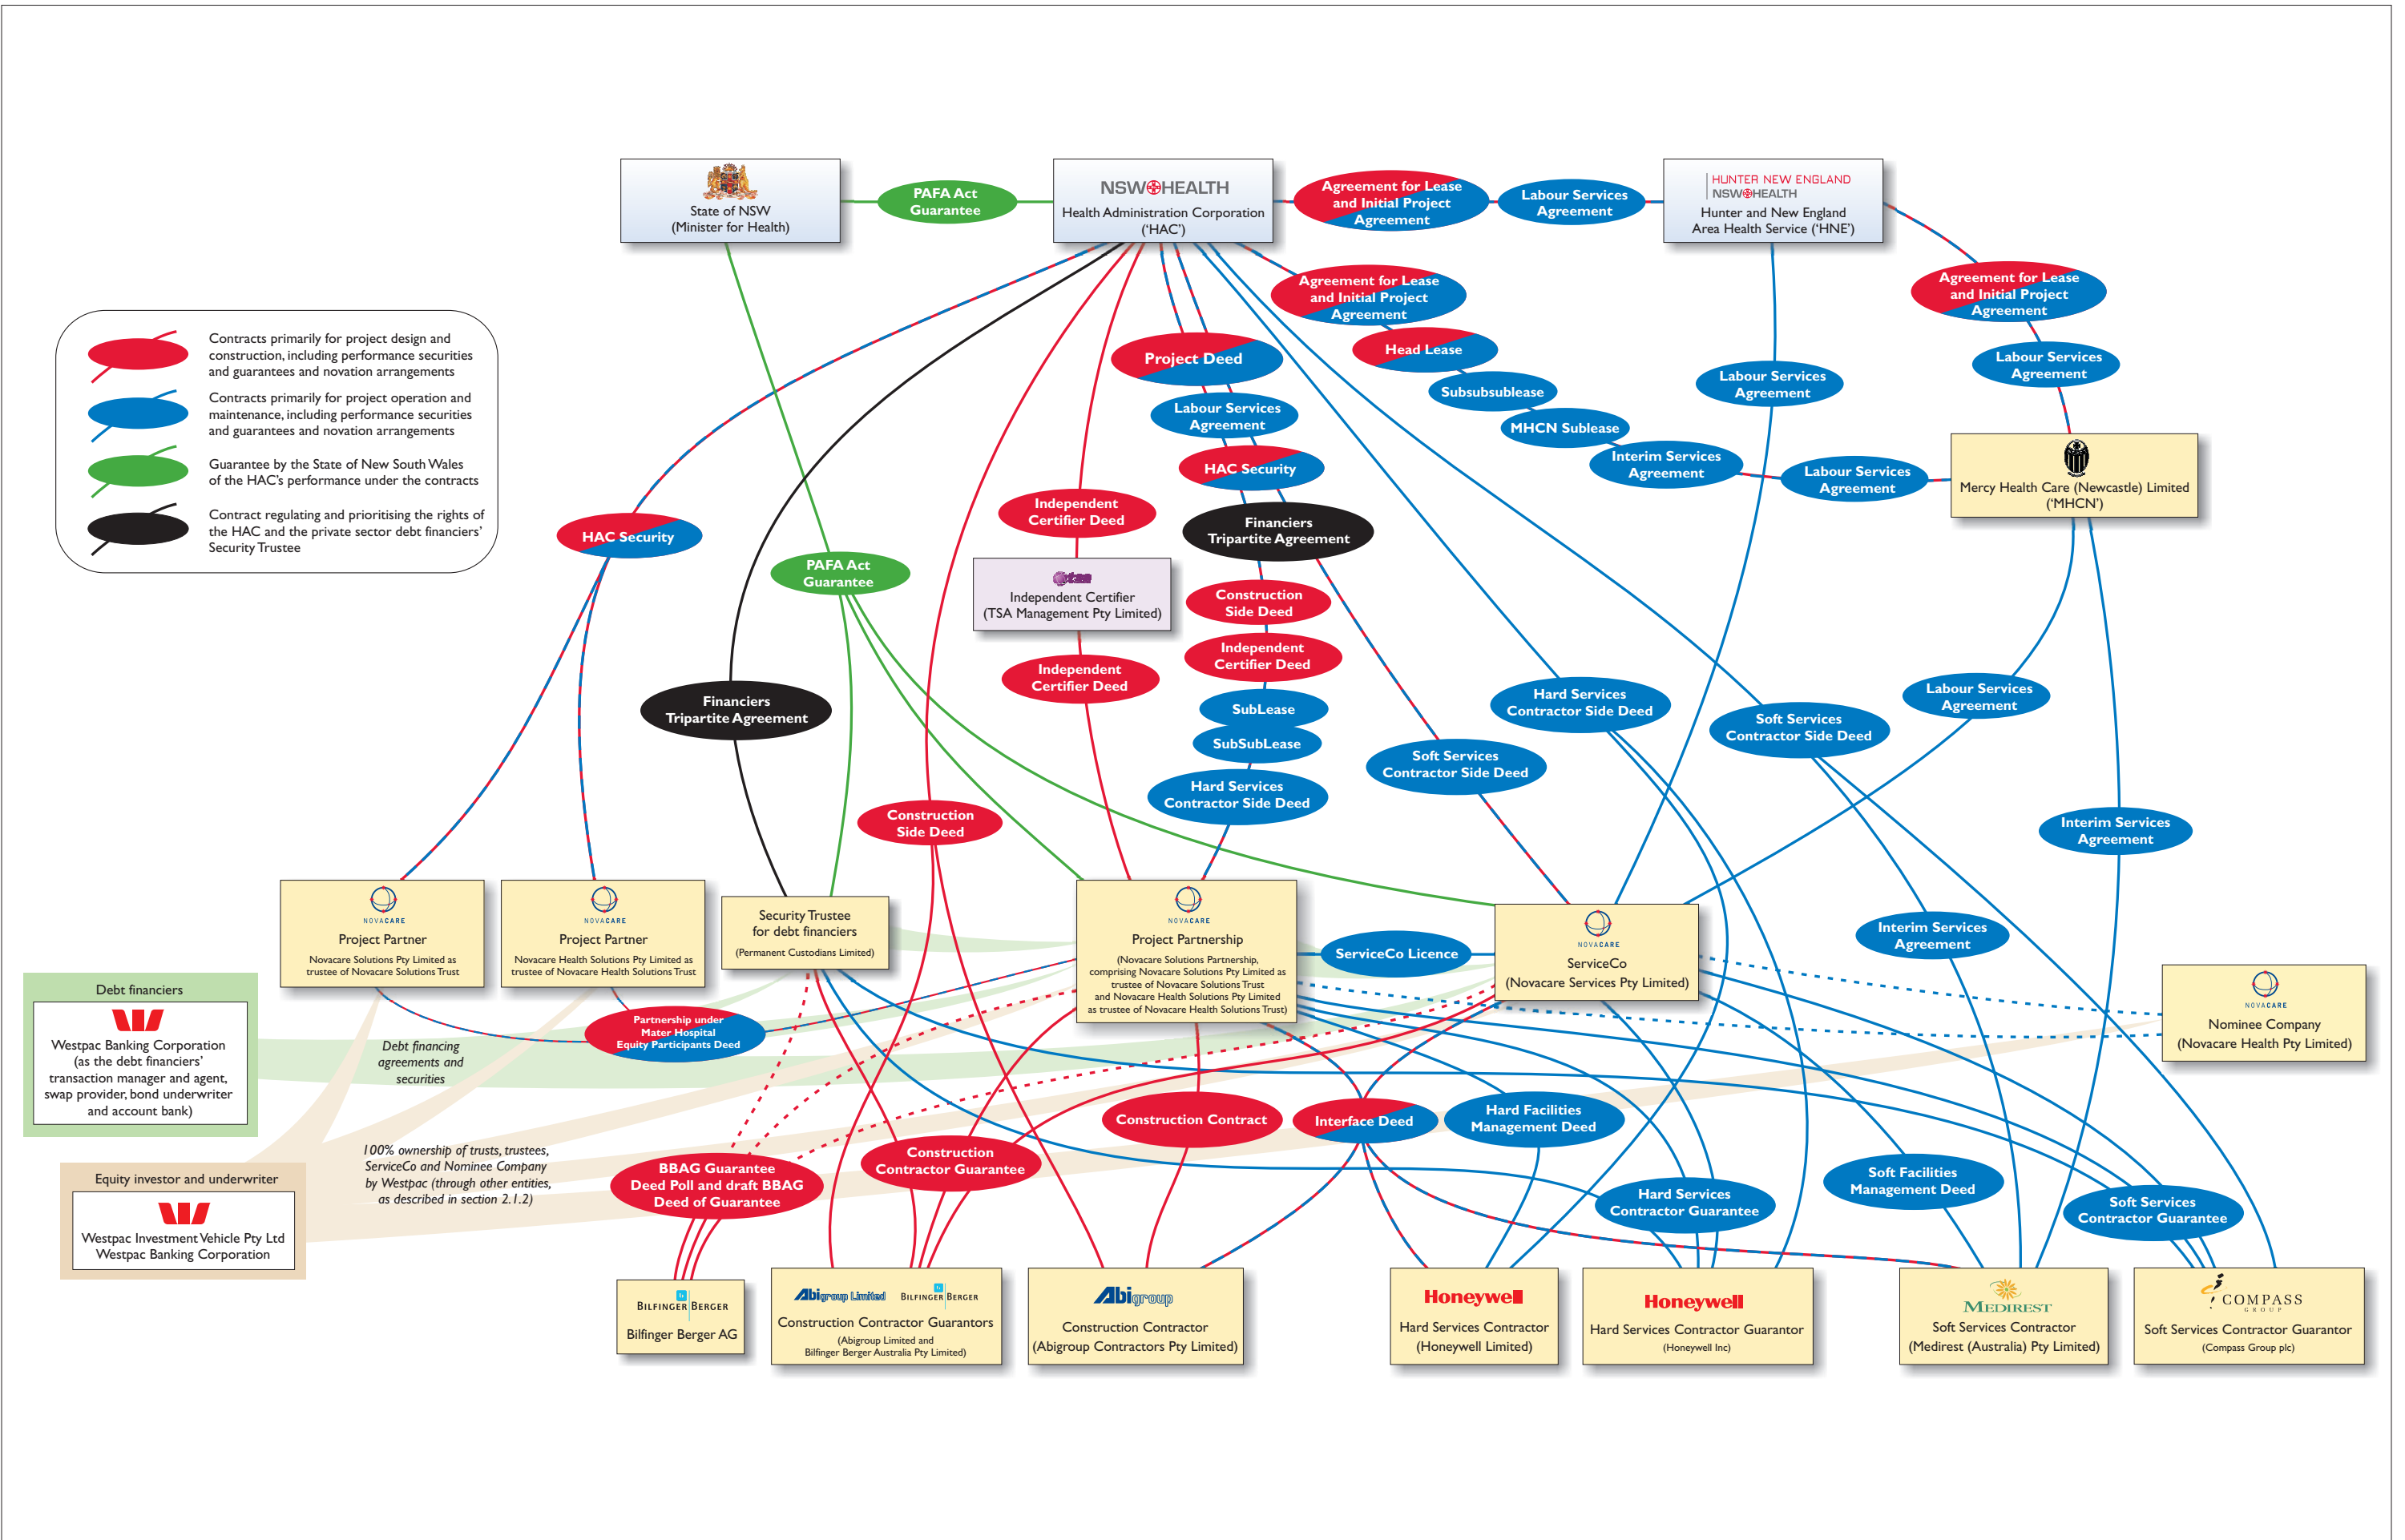 State of NSW
(Minister for Health)
PAFA Act
Guarantee
NSW HEALTH
Health Administration Corporation
(‘HAC’)
Agreement for Lease
and Initial Project
Agreement
Labour Services
Agreement
HUNTER NEW ENGLAND
NSW HEALTH
Hunter and New England
Area Health Service (‘HNE’)
Contracts primarily for project design and
construction, including performance securities
and guarantees and novation arrangements
Contracts primarily for project operation and
maintenance, including performance securities
and guarantees and novation arrangements
Guarantee by the State of New South Wales
of the HAC’s performance under the contracts
Contract regulating and prioritising the rights of
the HAC and the private sector debt financiers’
Security Trustee
Agreement for Lease
and Initial Project
Agreement
Head Lease
Subsubsublease
MHCN Sublease
Interim Services
Agreement
Labour Services
Agreement
Agreement for Lease
and Initial Project
Agreement
Labour Services
Agreement
Labour Services
Agreement
Mercy Health Care (Newcastle) Limited
(‘MHCN’)
Project Deed
Labour Services
Agreement
HAC Security
Financiers
Tripartite Agreement
Construction
Side Deed
Independent
Certifier Deed
SubLease
SubSubLease
Hard Services
Contractor Side Deed
HAC Security
PAFA Act
Guarantee
Independent
Certifier Deed
tsa
Independent Certifier
(TSA Management Pty Limited)
Independent
Certifier Deed
Financiers
Tripartite Agreement
Construction
Side Deed
Soft Services
Contractor Side Deed
Hard Services
Contractor Side Deed
Soft Services
Contractor Side Deed
Labour Services
Agreement
Interim Services
Agreement
Interim Services
Agreement
NOVACARE
Project Partner
Novacare Solutions Pty Limited as
trustee of Novacare Solutions Trust
NOVACARE
Project Partner
Novacare Health Solutions Pty Limited as
trustee of Novacare Health Solutions Trust
Security Trustee
for debt financiers
(Permanent Custodians Limited)
NOVACARE
Project Partnership
(Novacare Solutions Partnership,
comprising Novacare Solutions Pty Limited as
trustee of Novacare Solutions Trust
and Novacare Health Solutions Pty Limited
as trustee of Novacare Health Solutions Trust)
ServiceCo Licence
NOVACARE
ServiceCo
(Novacare Services Pty Limited)
NOVACARE
Nominee Company
(Novacare Health Pty Limited)
Debt financiers
Westpac Banking Corporation
(as the debt financiers’
transaction manager and agent,
swap provider, bond underwriter
and account bank)
Debt financing
agreements and
securities
Partnership under
Mater Hospital
Equity Participants Deed
Equity investor and underwriter
Westpac Investment Vehicle Pty Ltd
Westpac Banking Corporation
100% ownership of trusts, trustees,
ServiceCo and Nominee Company
by Westpac (through other entities,
as described in section 2.1.2)
BBAG Guarantee
Deed Poll and draft BBAG
Deed of Guarantee
Construction
Contractor Guarantee
Construction Contract
Interface Deed
Hard Facilities
Management Deed
Hard Services
Contractor Guarantee
Soft Facilities
Management Deed
Soft Services
Contractor Guarantee
BILFINGER BERGER
Bilfinger Berger AG
Abigroup Limited
BILFINGER BERGER
Construction Contractor Guarantors
(Abigroup Limited and
Bilfinger Berger Australia Pty Limited)
Abigroup
Construction Contractor
(Abigroup Contractors Pty Limited)
Honeywell
Hard Services Contractor
(Honeywell Limited)
Honeywell
Hard Services Contractor Guarantor
(Honeywell Inc)
MEDIREST
Soft Services Contractor
(Medirest (Australia) Pty Limited)
COMPASS
GROUP
Soft Services Contractor Guarantor
(Compass Group plc)